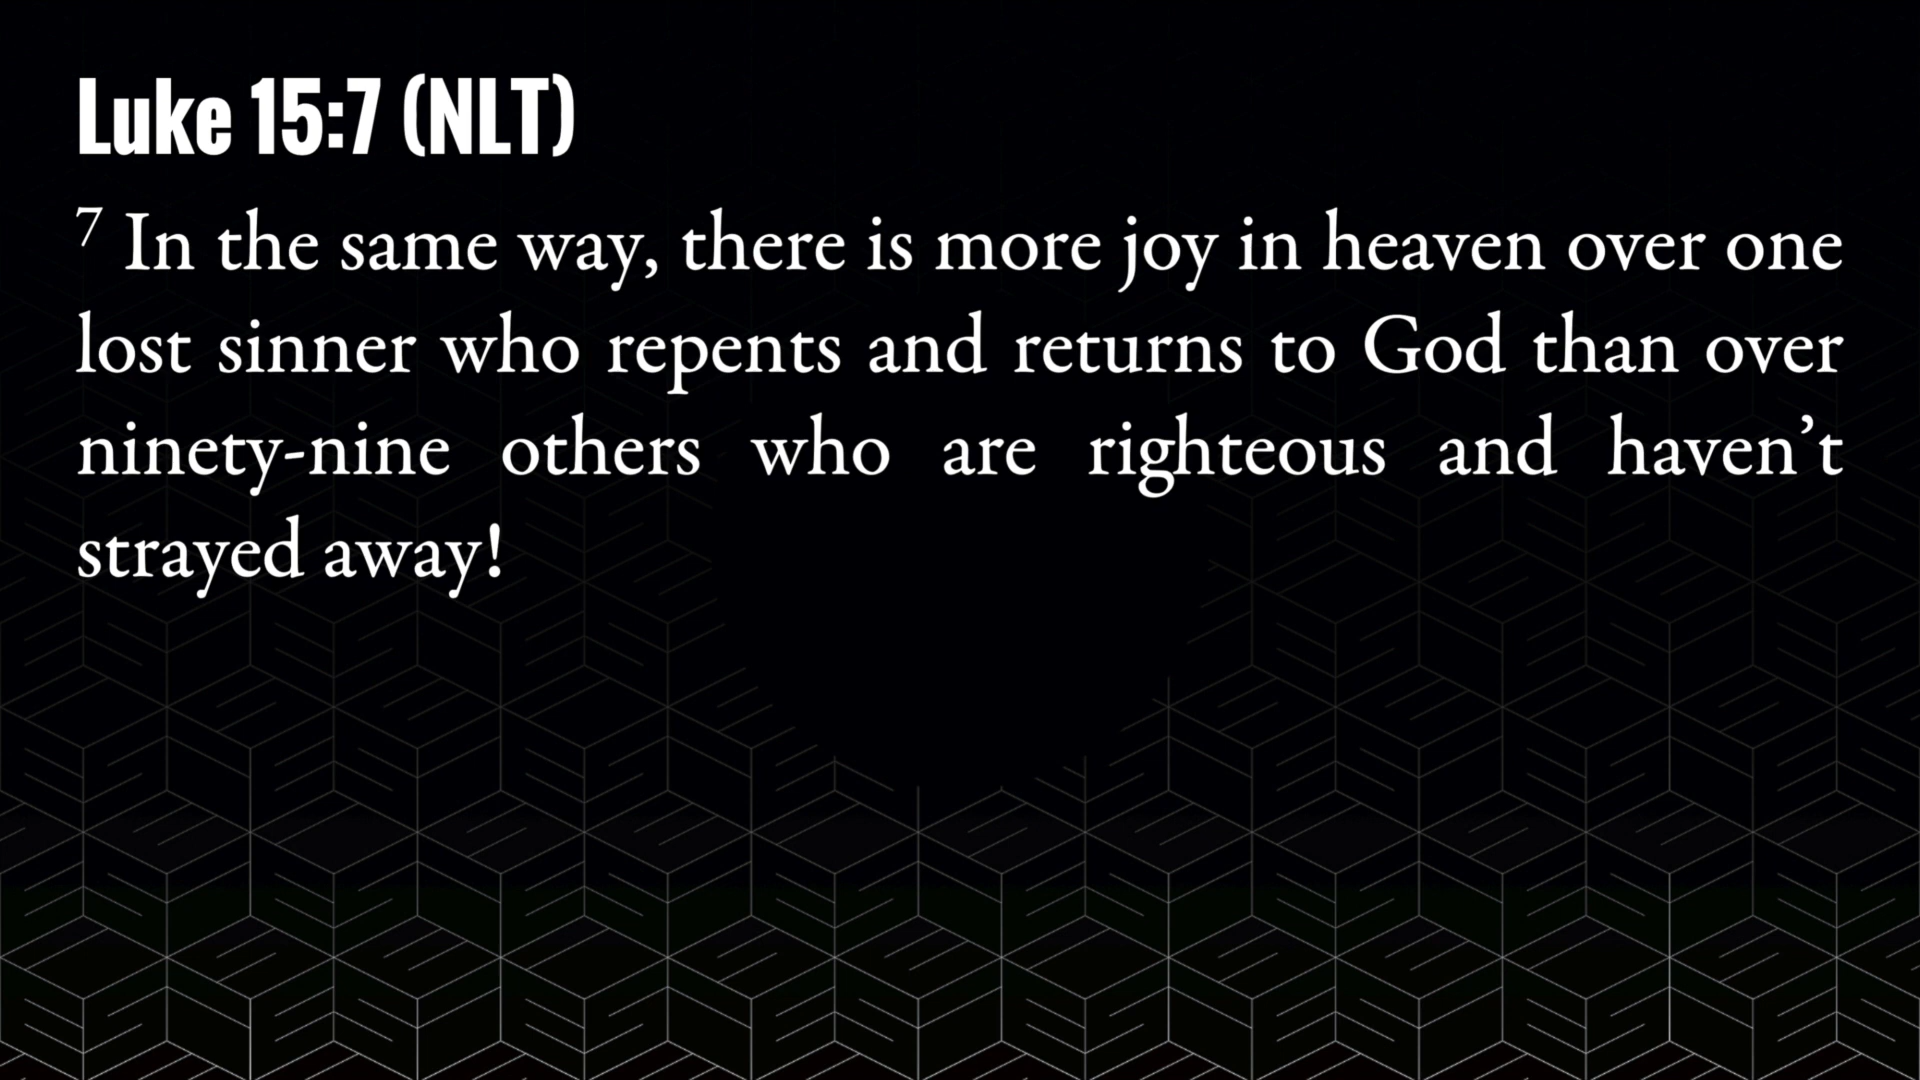 Luke 15:7 (NLT)
7 In the same way, there is more joy in heaven over one
lost sinner who repents and returns to God than over
ninety-nine others who are righteous and haven’t
strayed away!